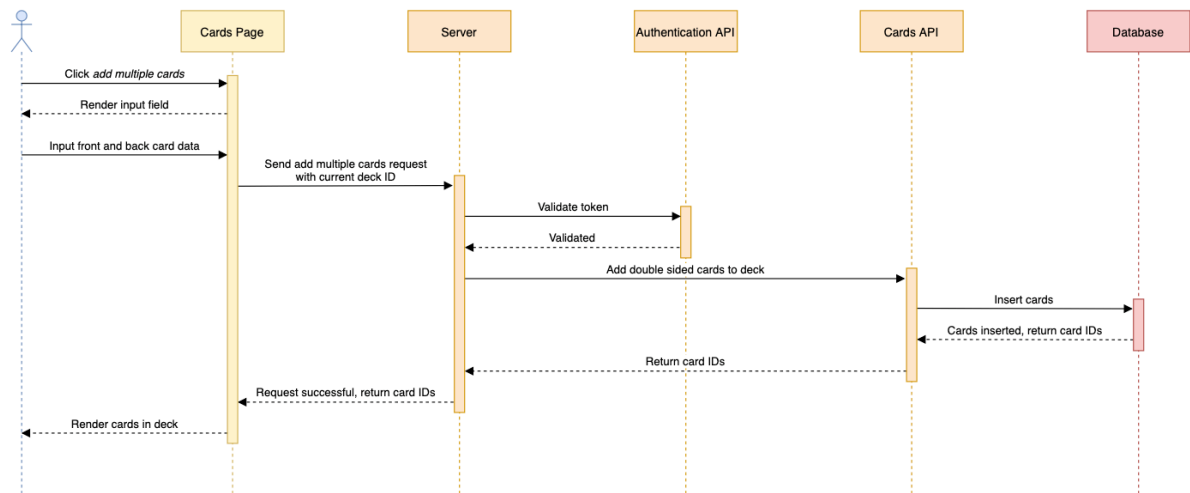 Cards Page
Server
Authentication API
Cards API
Database
Click add multiple cards
Render input field
Input front and back card data
Send add multiple cards request
with current deck ID
Validate token
Validated
Add double sided cards to deck
Insert cards
Cards inserted, return card IDs
Return card IDs
Request successful, return card IDs
Render cards in deck